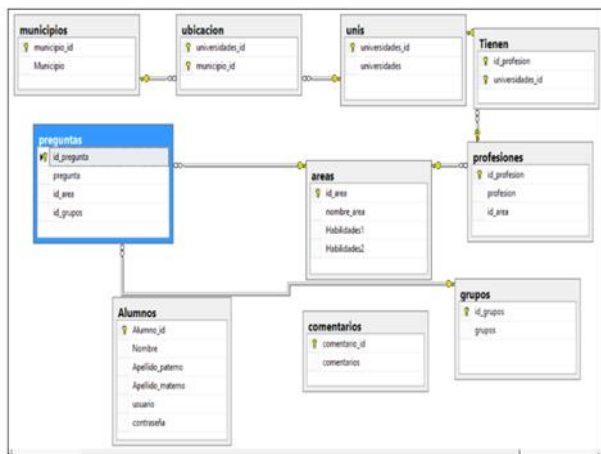 municipios
municipio_id
Municipio
ubicacion
universidades_id
municipio_id
unis
universidades_id
universidades
Tienen
id_profesion
universidades_id
preguntas
id_pregunta
pregunta
id_area
id_grupos
areas
id_area
nombre_area
Habilidades1
Habilidades2
profesiones
id_profesion
profesion
id_area
Alumnos
Alumno_id
Nombre
Apellido_paterno
Apellido_materno
usuario
contraseña
comentarios
comentario_id
comentarios
grupos
id_grupos
grupos